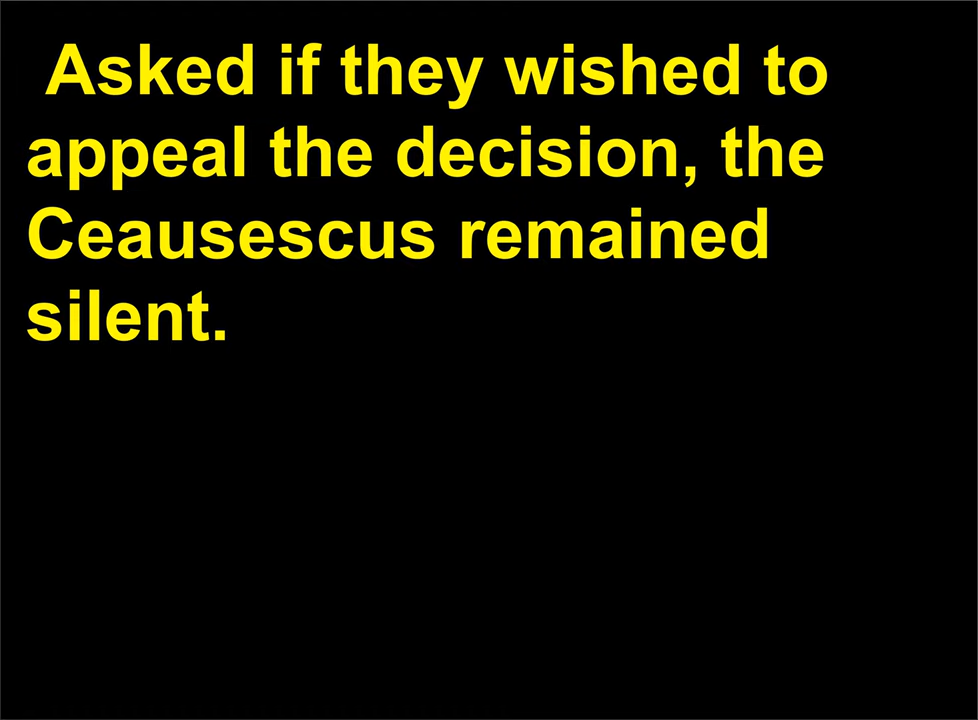 Asked if they wished to
appeal the decision, the
Ceausescus remained
silent.